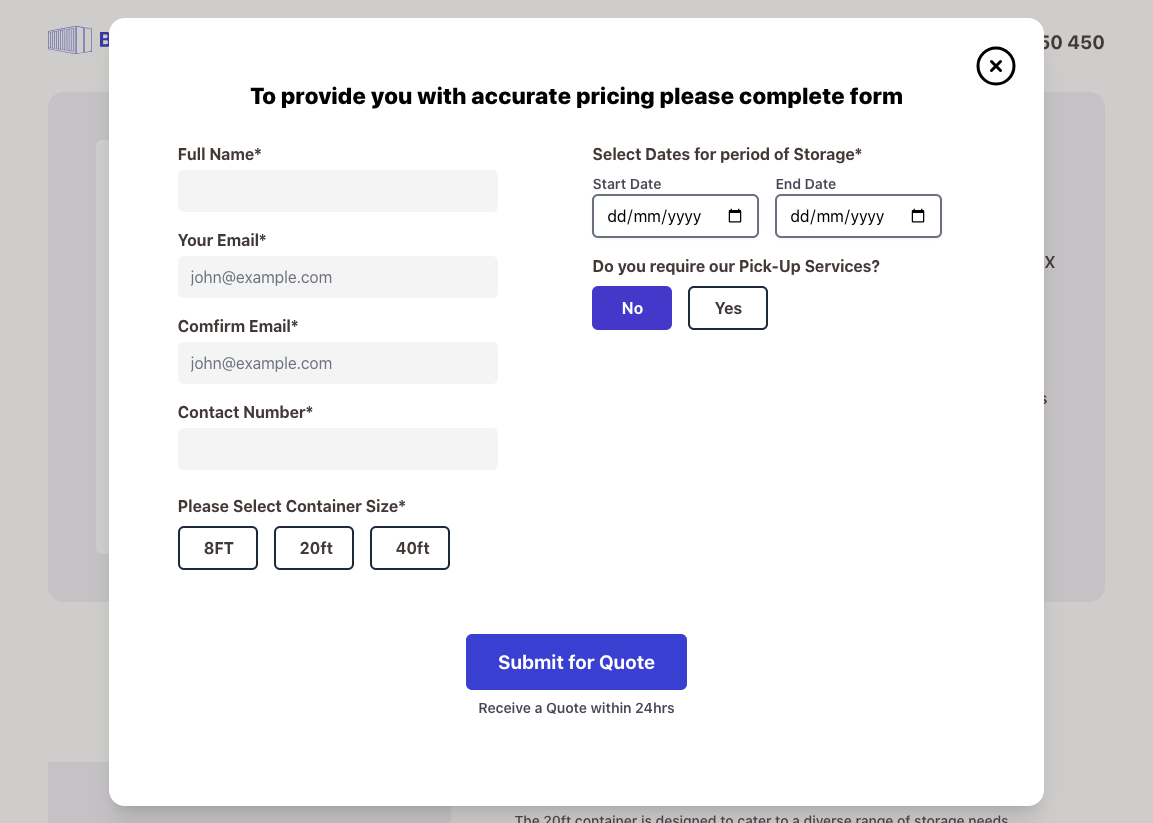 B
50 450
To provide you with accurate pricing please complete form
Full Name*
Your Email*
john@example.com
Comfirm Email*
john@example.com
Contact Number*
Please Select Container Size*
8FT 20ft 40ft
Select Dates for period of Storage*
Start Date End Date
dd/mm/yyyy dd/mm/yyyy
Do you require our Pick-Up Services?
No Yes
X
s
Submit for Quote
Receive a Quote within 24hrs
The 20ft container is designed to cater to a diverse range of storage needs